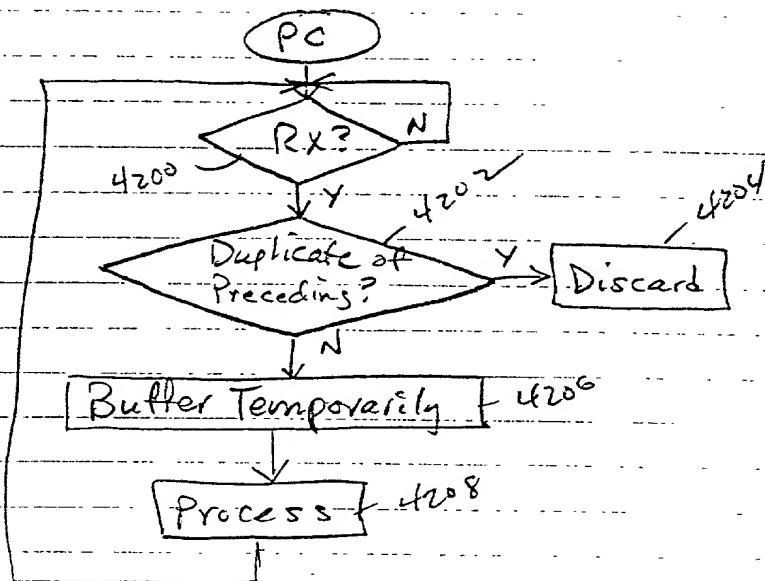 PC
Rx?
N
4200
Y
4202
4204
Duplicate of
Preceding?
Y
Discard
N
Buffer Temporarily
4206
Process
4208